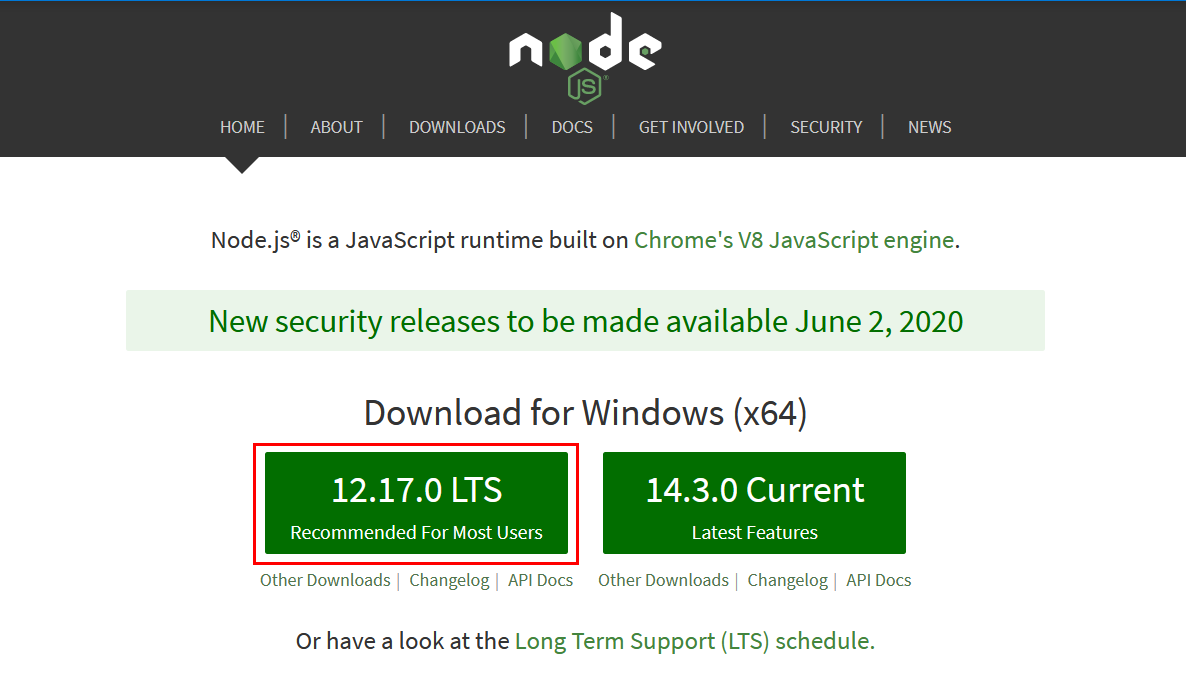 node
JS®
HOME | ABOUT | DOWNLOADS | DOCS | GET INVOLVED | SECURITY | NEWS
Node.js® is a JavaScript runtime built on Chrome's V8 JavaScript engine.
New security releases to be made available June 2, 2020
Download for Windows (x64)
12.17.0 LTS 14.3.0 Current
Recommended For Most Users Latest Features
Other Downloads | Changelog | API Docs Other Downloads | Changelog | API Docs
Or have a look at the Long Term Support (LTS) schedule.